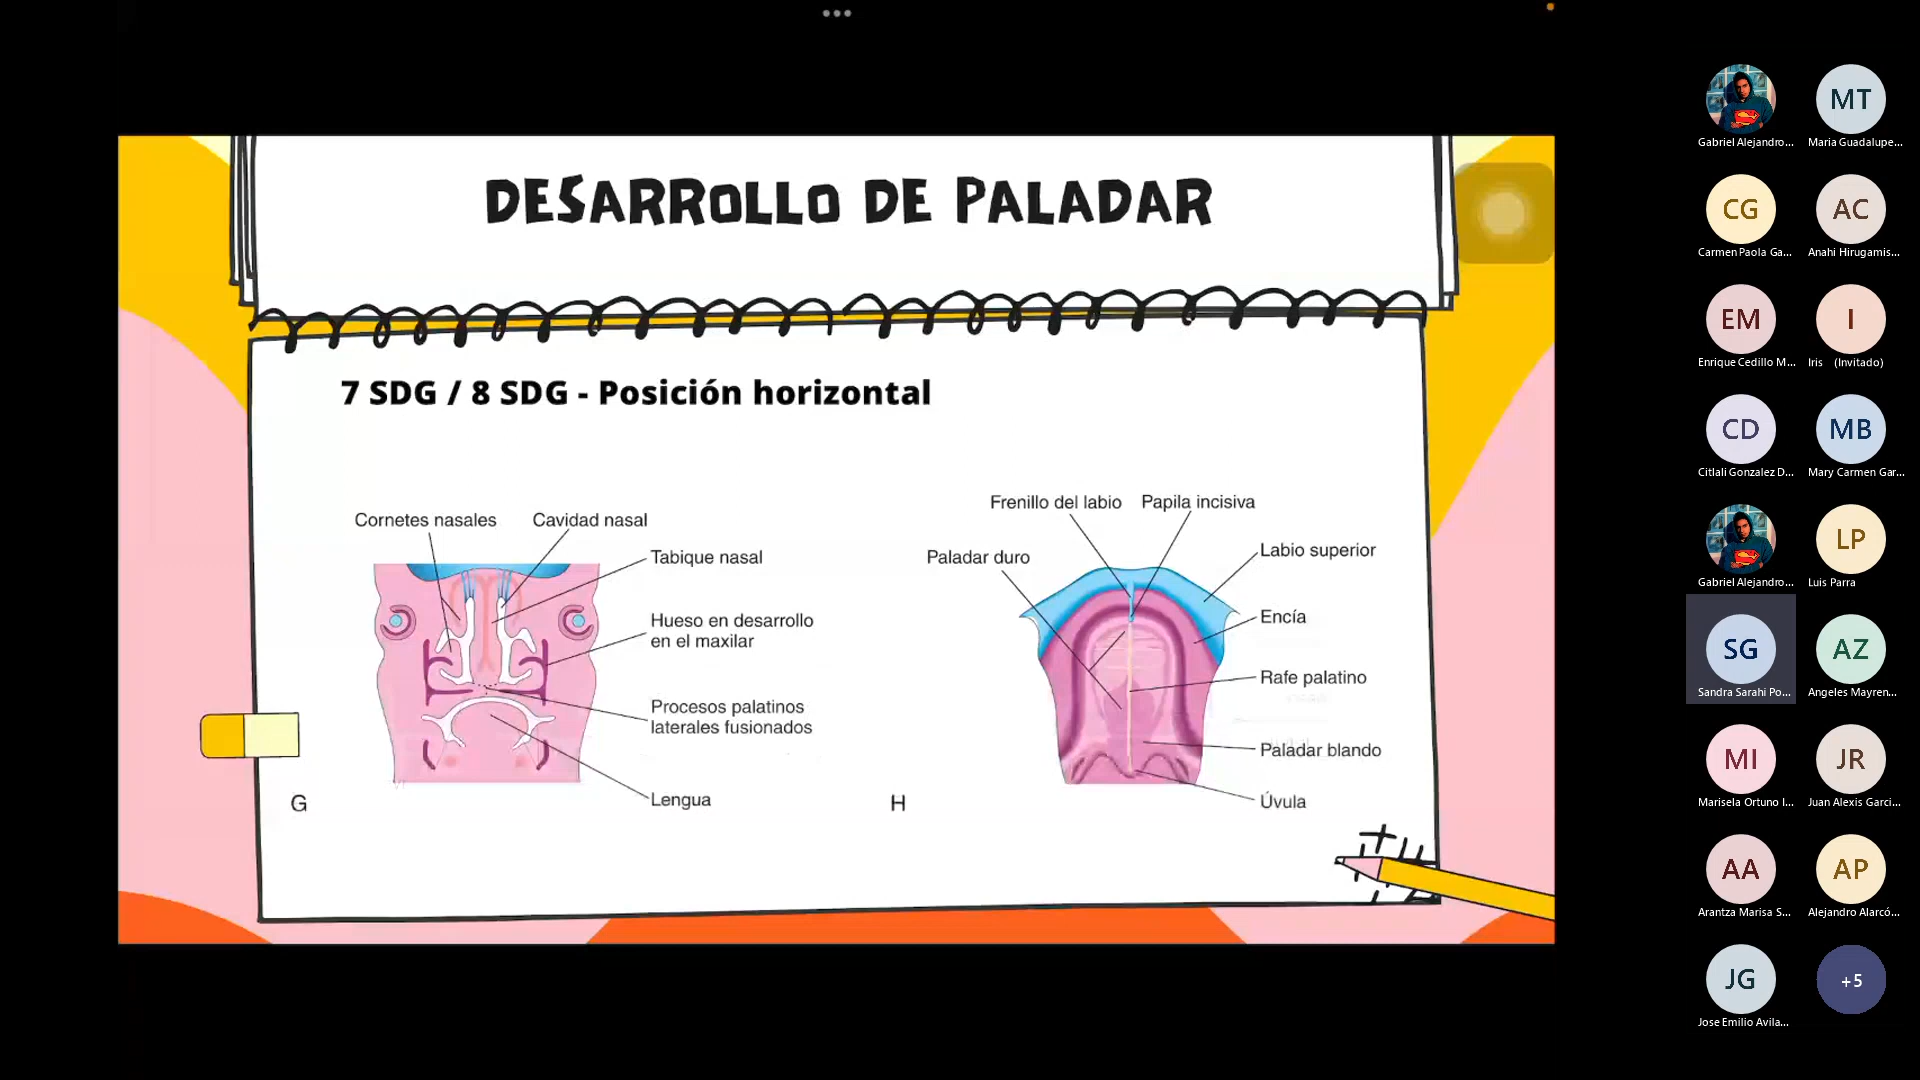 DESARROLLO DE PALADAR
7 SDG / 8 SDG - Posición horizontal
Cornetes nasales
Cavidad nasal
Tabique nasal
Hueso en desarrollo
en el maxilar
Procesos palatinos
laterales fusionados
Lengua
G
Frenillo del labio
Papila incisiva
Paladar duro
Labio superior
Encía
Rafe palatino
Paladar blando
Úvula
H
Gabriel Alejandro...
MT
Maria Guadalupe...
CG
Carmen Paola Ga...
AC
Anahi Hirugamis...
EM
Enrique Cedillo M...
I
Iris (Invitado)
CD
Citlali Gonzalez D...
MB
Mary Carmen Gar...
Gabriel Alejandro...
LP
Luis Parra
SG
Sandra Sarahi Po...
AZ
Angeles Mayren...
MI
Marisela Ortuno I...
JR
Juan Alexis Garci...
AA
Arantza Marisa S...
AP
Alejandro Alarcó...
JG
Jose Emilio Avila...
+5